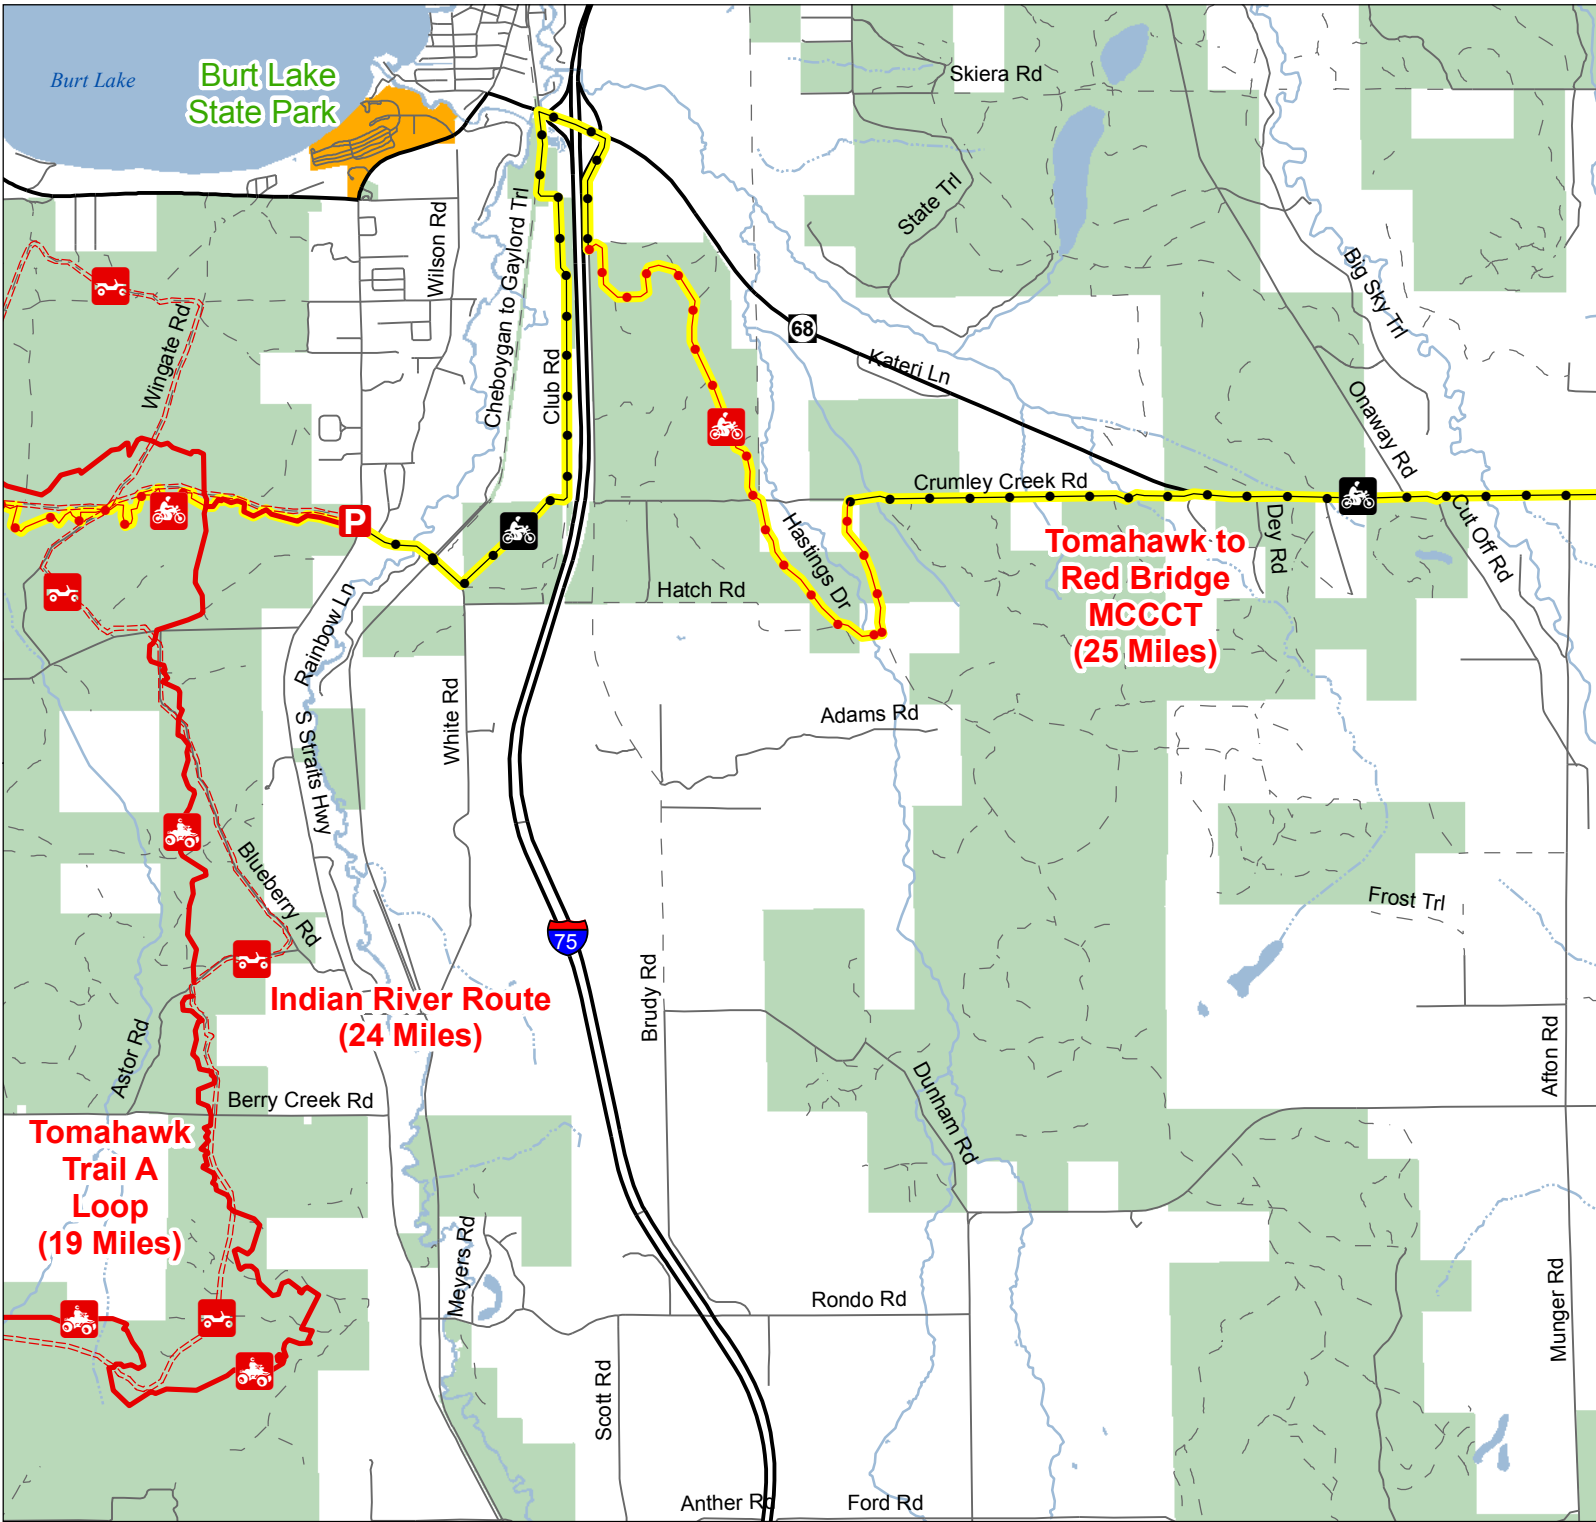 Burt Lake
Burt Lake
State Park
Skiera Rd
State Trl
Wilson Rd
Cheboygan to Gaylord Trl
Big Sky Trl
Wingate Rd
Club Rd
68
Kateri Ln
Onaway Rd
Crumley Creek Rd
P
Hastings Dr
Dey Rd
Cut Off Rd
Tomahawk to
Red Bridge
MCCCT
(25 Miles)
Hatch Rd
Rainbow Ln
S Straits Hwy
White Rd
Adams Rd
Blueberry Rd
Frost Trl
75
Brudy Rd
Indian River Route
(24 Miles)
Astor Rd
Afton Rd
Dunham Rd
Berry Creek Rd
Tomahawk
Trail A
Loop
(19 Miles)
Meyers Rd
Rondo Rd
Munger Rd
Scott Rd
Anther Rd
Ford Rd